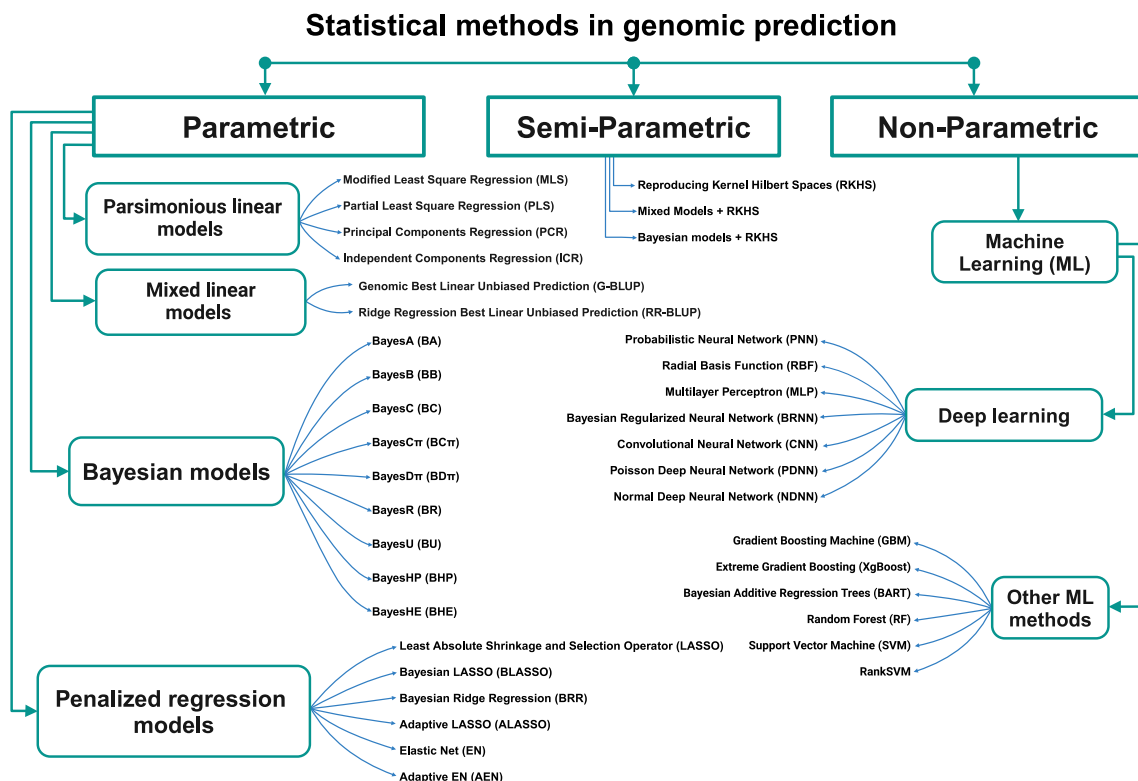 Statistical methods in genomic prediction
Parametric
Semi-Parametric
Non-Parametric
Parsimonious linear
models
Modified Least Square Regression (MLS)
Partial Least Square Regression (PLS)
Principal Components Regression (PCR)
Independent Components Regression (ICR)
Mixed linear
models
Genomic Best Linear Unbiased Prediction (G-BLUP)
Ridge Regression Best Linear Unbiased Prediction (RR-BLUP)
Bayesian models
BayesA (BA)
BayesB (BB)
BayesC (BC)
BayesCπ (BCπ)
BayesDπ (BDπ)
BayesR (BR)
BayesU (BU)
BayesHP (BHP)
BayesHE (BHE)
Penalized regression
models
Least Absolute Shrinkage and Selection Operator (LASSO)
Bayesian LASSO (BLASSO)
Bayesian Ridge Regression (BRR)
Adaptive LASSO (ALASSO)
Elastic Net (EN)
Adaptive EN (AEN)
Reproducing Kernel Hilbert Spaces (RKHS)
Mixed Models + RKHS
Bayesian models + RKHS
Machine
Learning (ML)
Deep learning
Probabilistic Neural Network (PNN)
Radial Basis Function (RBF)
Multilayer Perceptron (MLP)
Bayesian Regularized Neural Network (BRNN)
Convolutional Neural Network (CNN)
Poisson Deep Neural Network (PDNN)
Normal Deep Neural Network (NDNN)
Other ML
methods
Gradient Boosting Machine (GBM)
Extreme Gradient Boosting (XgBoost)
Bayesian Additive Regression Trees (BART)
Random Forest (RF)
Support Vector Machine (SVM)
RankSVM